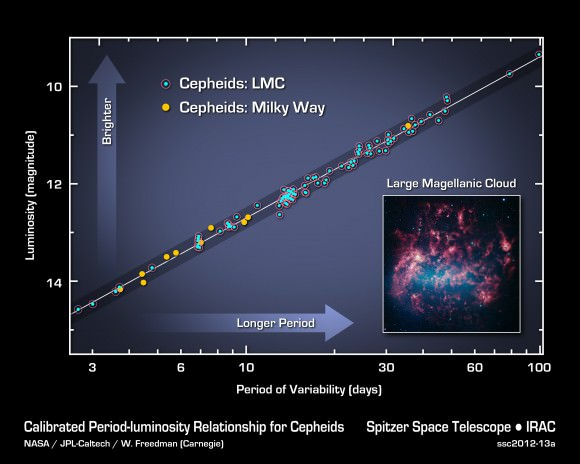 Cepheids: LMC
Cepheids: Milky Way
Brighter
Luminosity (magnitude)
10
12
14
Large Magellanic Cloud
Longer Period
3 6 10 30 60 100
Period of Variability (days)
Calibrated Period-luminosity Relationship for Cepheids Spitzer Space Telescope ● IRAC
NASA / JPL-Caltech / W. Freedman (Carnegie) ssc2012-13a